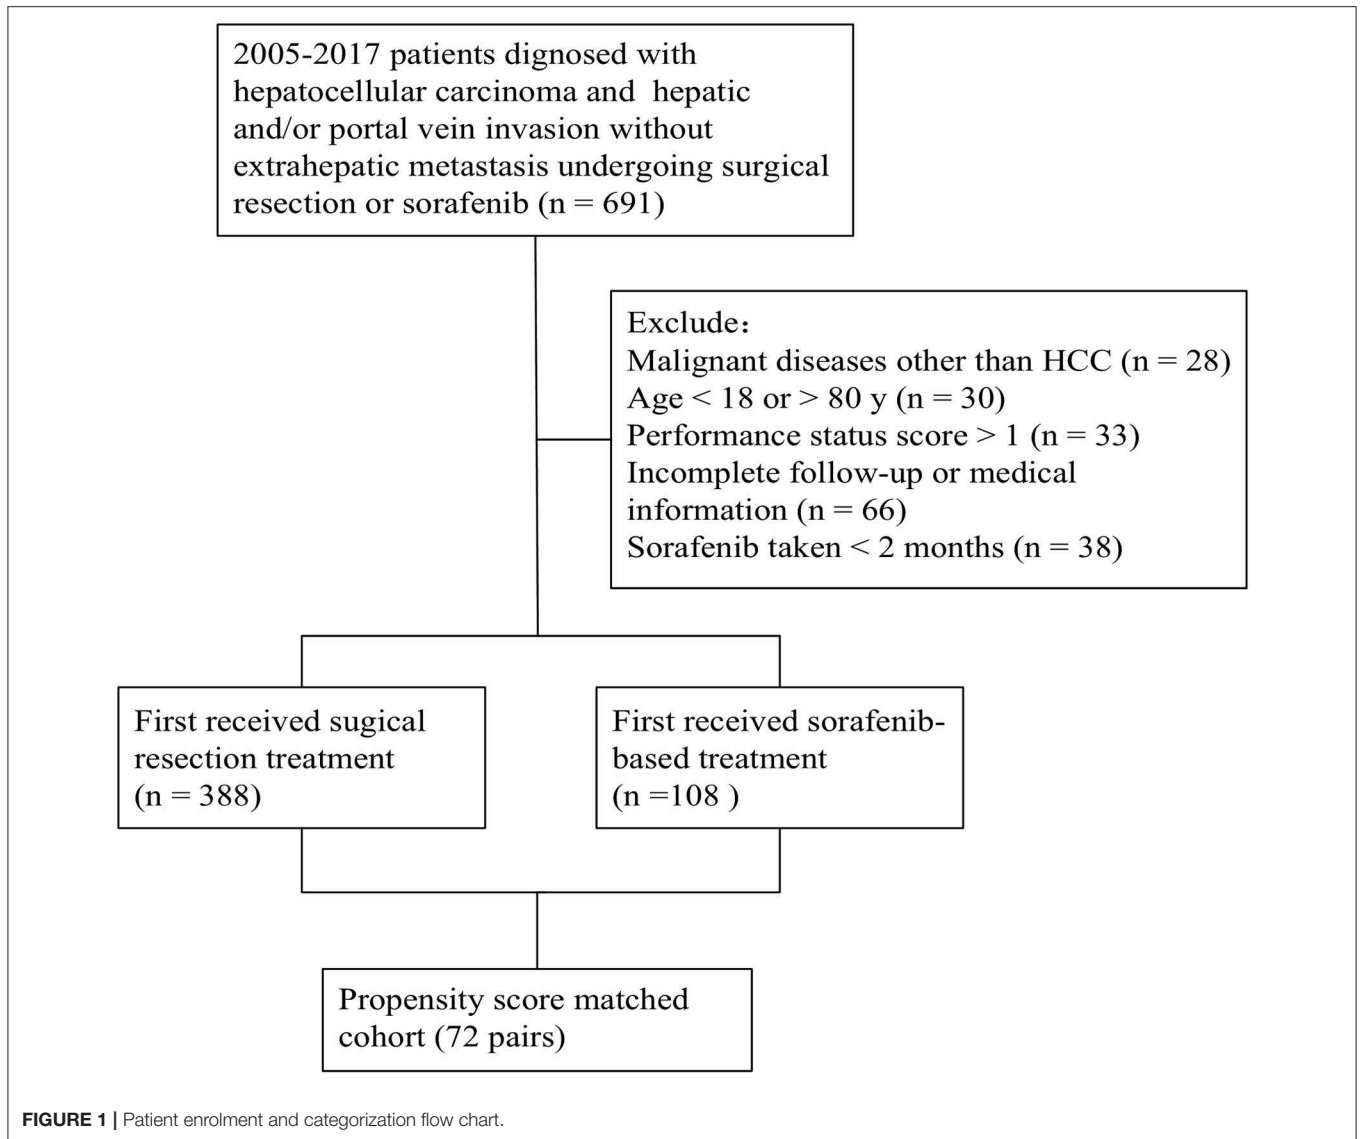 2005-2017 patients dignosed with
hepatocellular carcinoma and hepatic
and/or portal vein invasion without
extrahepatic metastasis undergoing surgical
resection or sorafenib (n = 691)
Exclude：
Malignant diseases other than HCC (n = 28)
Age < 18 or > 80 y (n = 30)
Performance status score > 1 (n = 33)
Incomplete follow-up or medical
information (n = 66)
Sorafenib taken < 2 months (n = 38)
First received sugical
resection treatment
(n = 388)
First received sorafenib-
based treatment
(n =108 )
Propensity score matched
cohort (72 pairs)
FIGURE 1 | Patient enrolment and categorization flow chart.